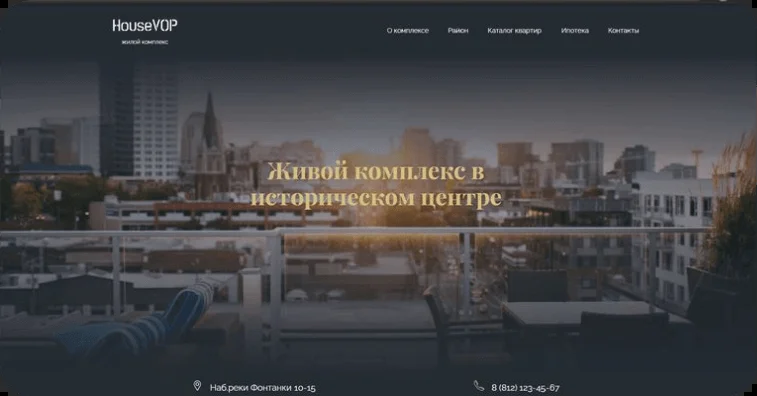 HouseVOP
жилой комплекс
О комплексе Район Каталог квартир Ипотека Контакты
Живой комплекс в
историческом центре
Наб.реки Фонтанки 10-15
8 (812) 123-45-67